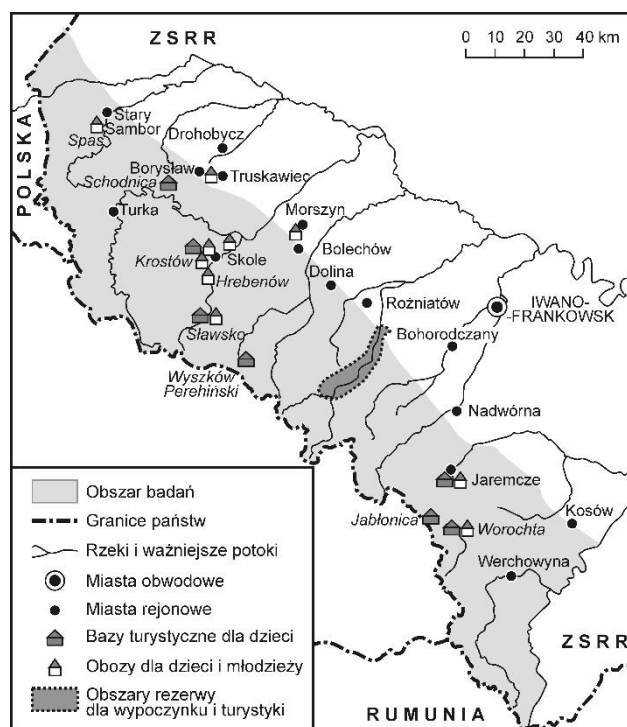 ZSRR
0 10 20 30 40 km
POLSKA
Stary
Sambor
Spas
Drohobycz
Borysław
Truskawiec
Schodnica
Turka
Morszyn
Bolechów
Skole
Krostów
Hrebenów
Dolina
Rożniatów
IWANO-
-FRANKOWSK
Sławsko
Bohorodczany
Wyszków
Perehiński
Nadwórna
Jaremcze
Jabłonica
Worochta
Kosów
Werchowyna
ZSRR
RUMUNIA
Obszar badań
Granice państw
Rzeki i ważniejsze potoki
Miasta obwodowe
Miasta rejonowe
Bazy turystyczne dla dzieci
Obozy dla dzieci i młodzieży
Obszary rezerwy
dla wypoczynku i turystyki